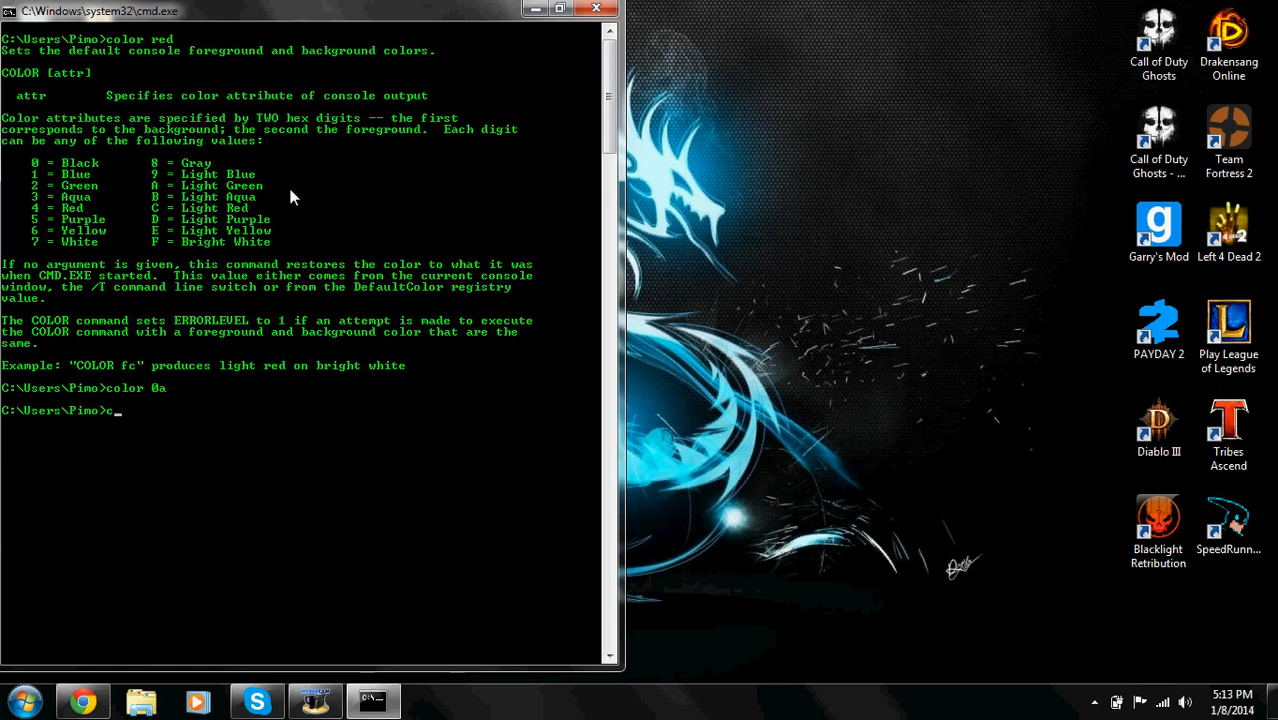 C:\Windows\system32\cmd.exe
C:\Users\Pimo>color red
Sets the default console foreground and background colors.
COLOR [attr]
attr        Specifies color attribute of console output
Color attributes are specified by TWO hex digits -- the first
corresponds to the background; the second the foreground.  Each digit
can be any of the following values:
0 = Black       8 = Gray
1 = Blue        9 = Light Blue
2 = Green       A = Light Green
3 = Aqua        B = Light Aqua
4 = Red         C = Light Red
5 = Purple      D = Light Purple
6 = Yellow      E = Light Yellow
7 = White       F = Bright White
If no argument is given, this command restores the color to what it was
when CMD.EXE started.  This value either comes from the current console
window, the /T command line switch or from the DefaultColor registry
value.
The COLOR command sets ERRORLEVEL to 1 if an attempt is made to execute
the COLOR command with a foreground and background color that are the
same.
Example: "COLOR fc" produces light red on bright white
C:\Users\Pimo>color 0a
C:\Users\Pimo>c_
Call of Duty
Ghosts
Drakensang
Online
Call of Duty
Ghosts - ...
Team
Fortress 2
Garry's Mod
Left 4 Dead 2
PAYDAY 2
Play League
of Legends
Diablo III
Tribes
Ascend
Blacklight
Retribution
SpeedRunn...
5:13 PM
1/8/2014